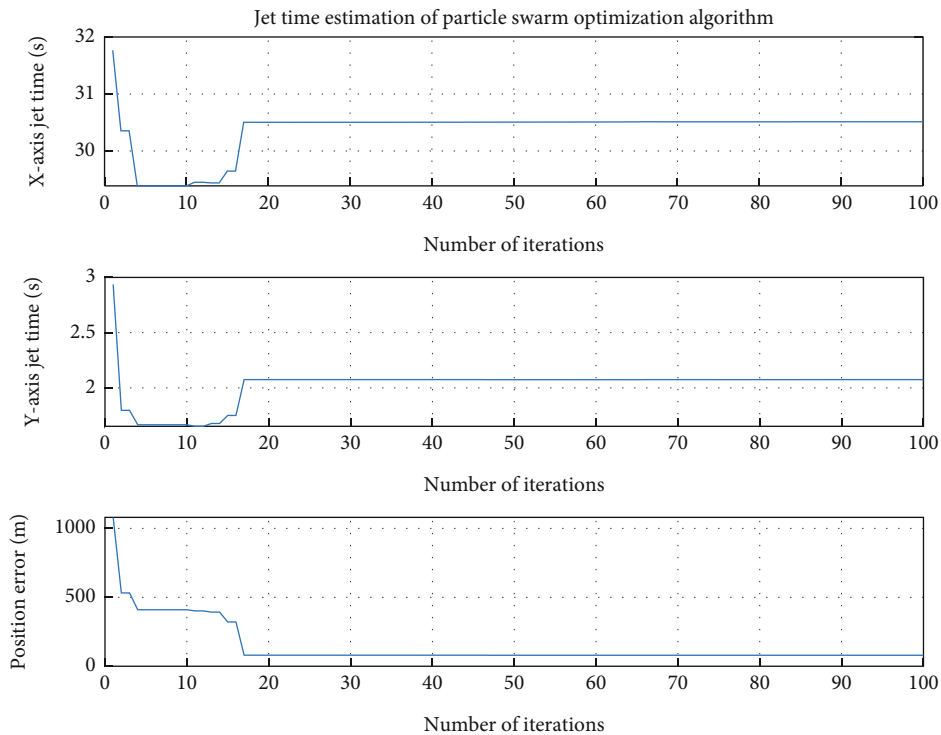 Jet time estimation of particle swarm optimization algorithm
X-axis jet time (s)
32
31
30
0 10 20 30 40 50 60 70 80 90 100
Number of iterations
Y-axis jet time (s)
3
2.5
2
0 10 20 30 40 50 60 70 80 90 100
Number of iterations
Position error (m)
1000
500
0
0 10 20 30 40 50 60 70 80 90 100
Number of iterations